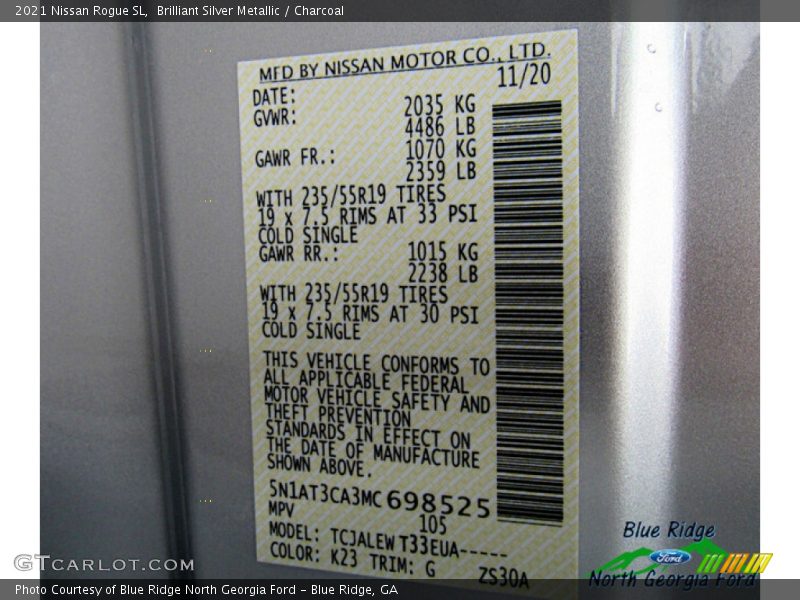 2021 Nissan Rogue SL,  Brilliant Silver Metallic / Charcoal
MFD BY NISSAN MOTOR CO., LTD.
DATE: 11/20
GVWR: 2035 KG
4486 LB
GAWR FR.: 1070 KG
2359 LB
WITH 235/55R19 TIRES
19 x 7.5 RIMS AT 33 PSI
COLD SINGLE
GAWR RR.: 1015 KG
2238 LB
WITH 235/55R19 TIRES
19 x 7.5 RIMS AT 30 PSI
COLD SINGLE
THIS VEHICLE CONFORMS TO
ALL APPLICABLE FEDERAL
MOTOR VEHICLE SAFETY AND
THEFT PREVENTION
STANDARDS IN EFFECT ON
THE DATE OF MANUFACTURE
SHOWN ABOVE.
5N1AT3CA3MC698525
MPV 105
MODEL: TCJALEWT33EUA-----
COLOR: K23 TRIM: G ZS30A
Blue Ridge
Ford
North Georgia Ford
GTCARLOT.COM
Photo Courtesy of Blue Ridge North Georgia Ford – Blue Ridge, GA